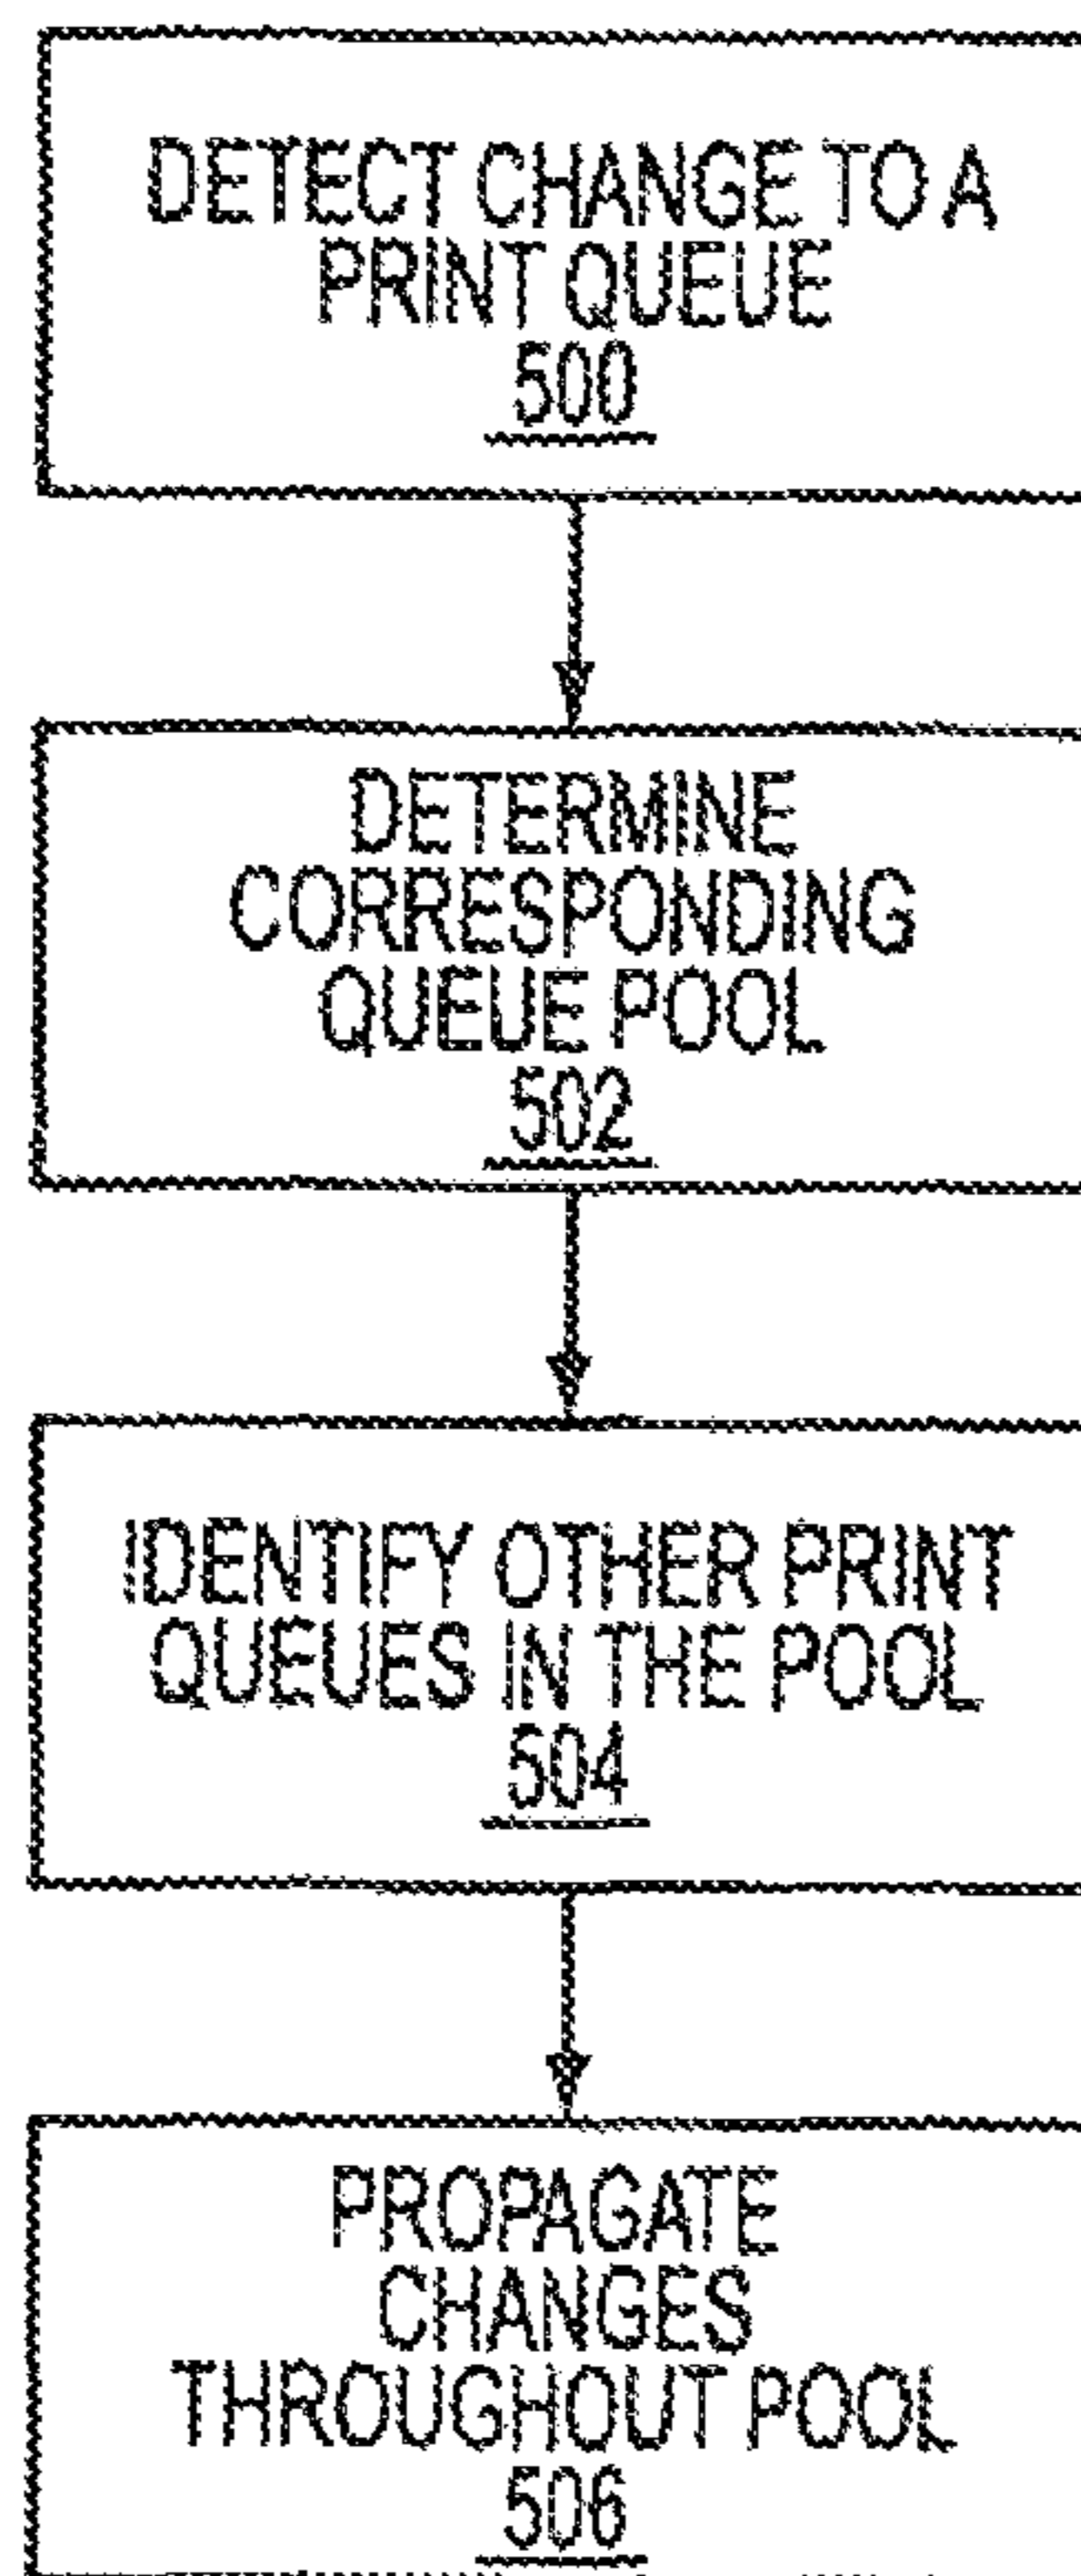 DETECT CHANGE TO A
PRINT QUEUE
500
DETERMINE
CORRESPONDING
QUEUE POOL
502
IDENTIFY OTHER PRINT
QUEUES IN THE POOL
504
PROPAGATE
CHANGES
THROUGHOUT POOL
506